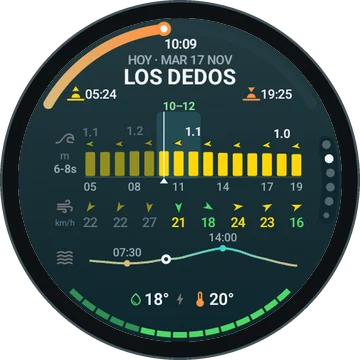 10:09
HOY · MAR 17 NOV
LOS DEDOS
05:24 19:25
10–12
1.1 1.2 1.1 1.0
m
6-8s
05 08 11 14 17 19
km/h 22 22 27 21 18 24 23 16
07:30 14:00
18° 20°